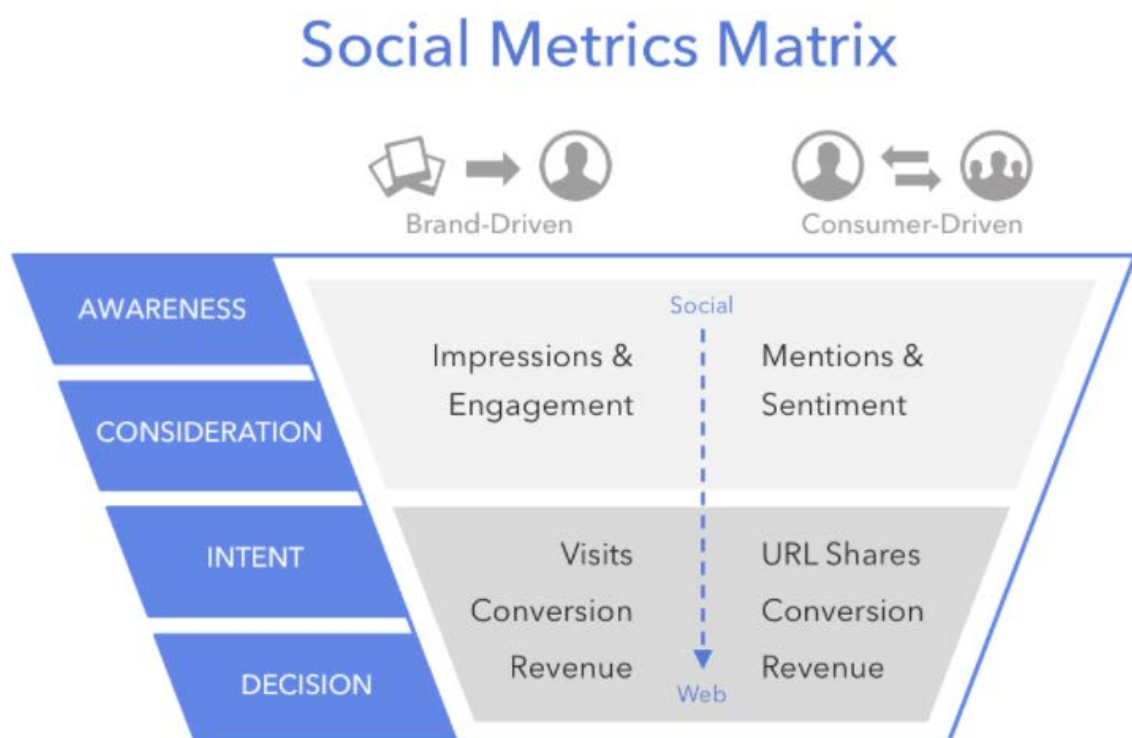 Social Metrics Matrix
Brand-Driven
Consumer-Driven
AWARENESS
CONSIDERATION
INTENT
DECISION
Social
Impressions &
Engagement
Mentions &
Sentiment
Visits
Conversion
Revenue
URL Shares
Conversion
Revenue
Web